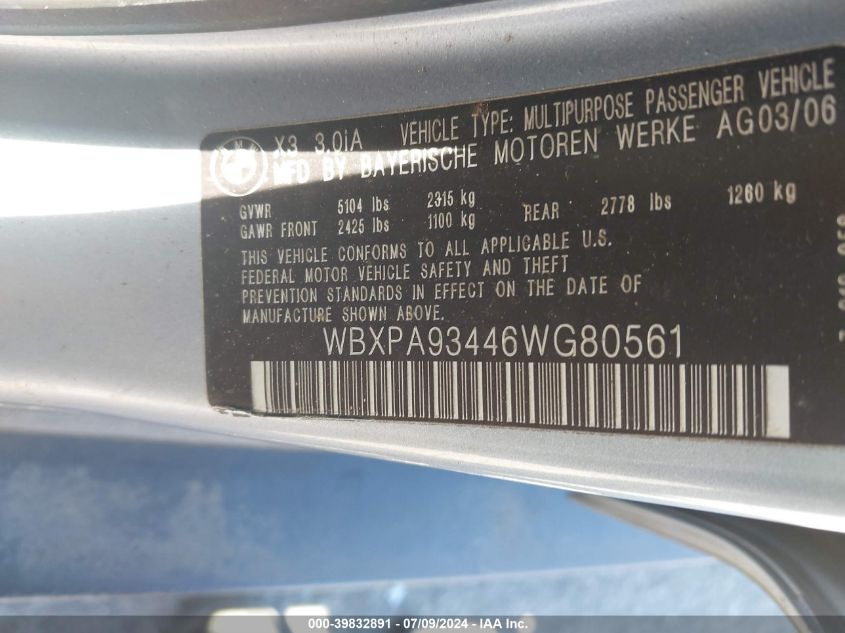 X3 3.0iA VEHICLE TYPE: MULTIPURPOSE PASSENGER VEHICLE
MFD BY BAYERISCHE MOTOREN WERKE AG 03/06
GVWR 5104 lbs 2315 kg
GAWR FRONT 2425 lbs 1100 kg REAR 2778 lbs 1260 kg
THIS VEHICLE CONFORMS TO ALL APPLICABLE U.S.
FEDERAL MOTOR VEHICLE SAFETY AND THEFT
PREVENTION STANDARDS IN EFFECT ON THE DATE OF
MANUFACTURE SHOWN ABOVE.
WBXPA93446WG80561
000-39832891 / 07/09/2024 - IAA Inc.